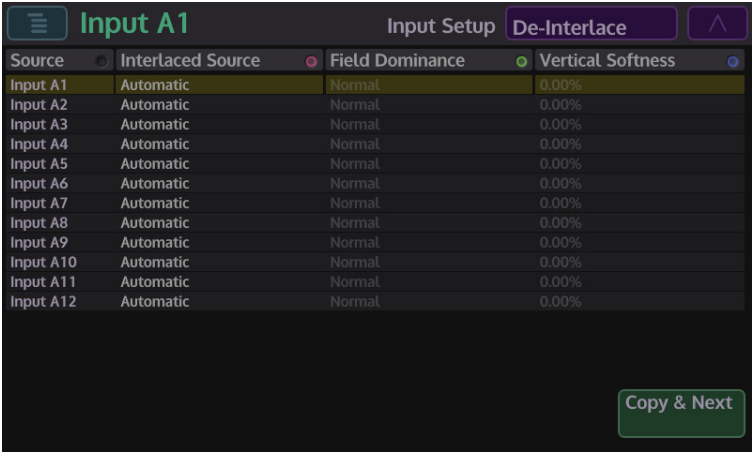 Input A1 Input Setup De-Interlace
Source Interlaced Source Field Dominance Vertical Softness
Input A1 Automatic Normal 0.00%
Input A2 Automatic Normal 0.00%
Input A3 Automatic Normal 0.00%
Input A4 Automatic Normal 0.00%
Input A5 Automatic Normal 0.00%
Input A6 Automatic Normal 0.00%
Input A7 Automatic Normal 0.00%
Input A8 Automatic Normal 0.00%
Input A9 Automatic Normal 0.00%
Input A10 Automatic Normal 0.00%
Input A11 Automatic Normal 0.00%
Input A12 Automatic Normal 0.00%
Copy & Next